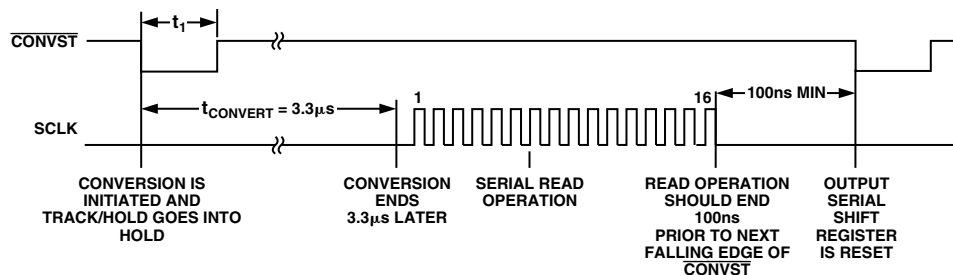 t1
CONVST
1
16
100ns MIN
tCONVERT = 3.3µs
SCLK
CONVERSION IS
INITIATED AND
TRACK/HOLD GOES INTO
HOLD
CONVERSION
ENDS
3.3µs LATER
SERIAL READ
OPERATION
READ OPERATION
SHOULD END
100ns
PRIOR TO NEXT
FALLING EDGE OF
CONVST
OUTPUT
SERIAL
SHIFT
REGISTER
IS RESET